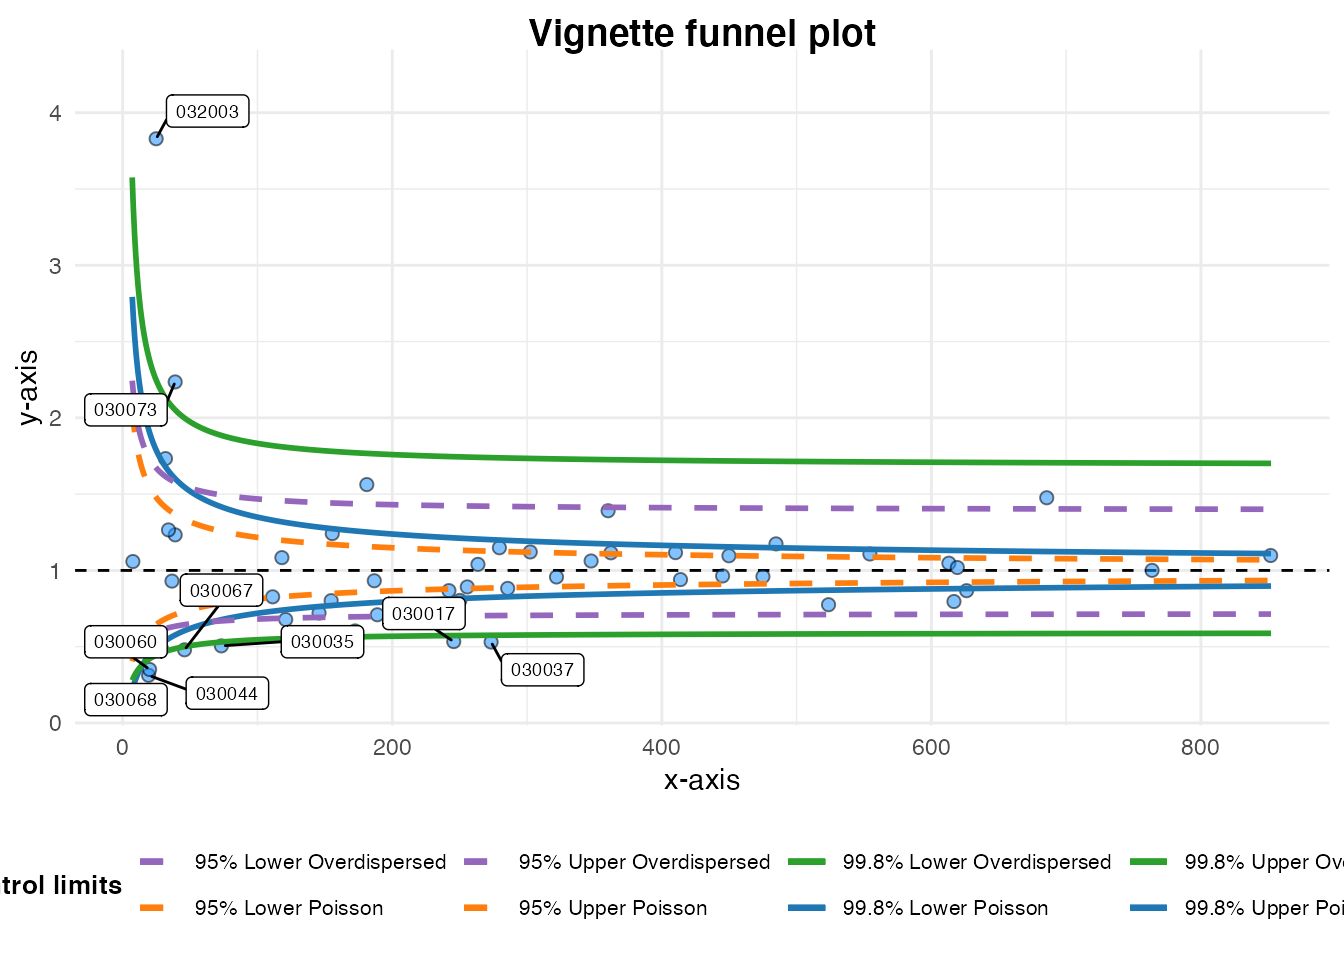 Vignette funnel plot
y-axis
4
3
2
1
0
032003
030073
030067
030017
030060
030035
030037
030068
030044
0 200 400 600 800
x-axis
trol limits
95% Lower Overdispersed 95% Upper Overdispersed 99.8% Lower Overdispersed 99.8% Upper Ove
95% Lower Poisson 95% Upper Poisson 99.8% Lower Poisson 99.8% Upper Poi